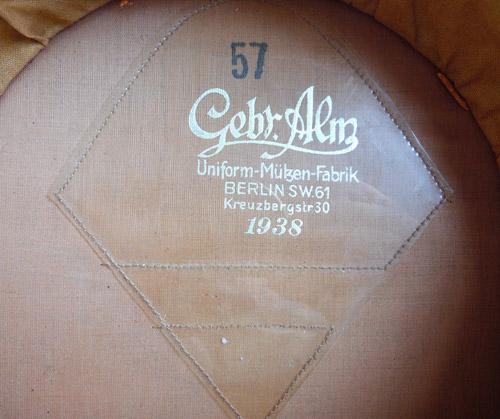 57
Gebr. Alm
Uniform-Mützen-Fabrik
BERLIN SW.61
Kreuzbergstr30
1938